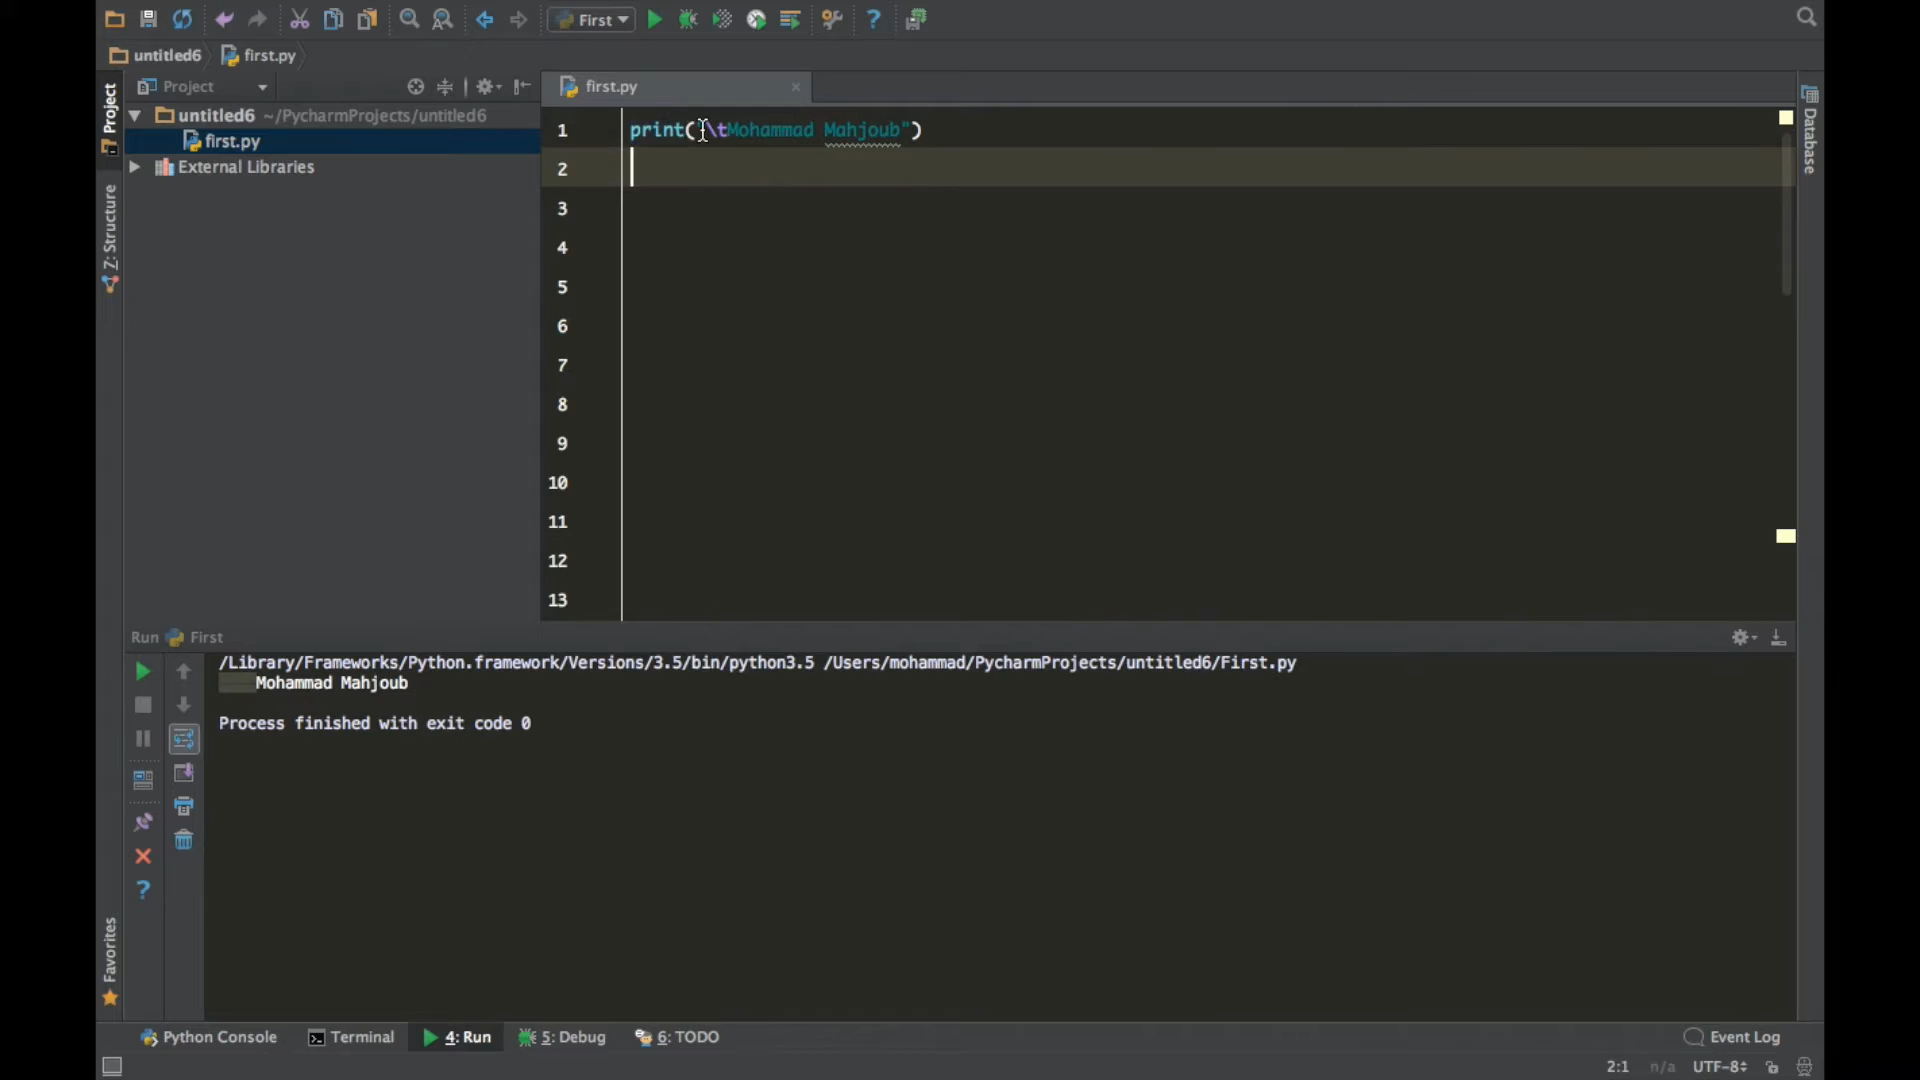 First
untitled6 first.py
Project
first.py
Project
untitled6 ~/PycharmProjects/untitled6
first.py
External Libraries
Z: Structure
Database
1 print("\tMohammad Mahjoub")
2
3
4
5
6
7
8
9
10
11
12
13
Run First
/Library/Frameworks/Python.framework/Versions/3.5/bin/python3.5 /Users/mohammad/PycharmProjects/untitled6/First.py
Mohammad Mahjoub
Process finished with exit code 0
Favorites
Python Console Terminal 4: Run 5: Debug 6: TODO Event Log
2:1 n/a UTF-8